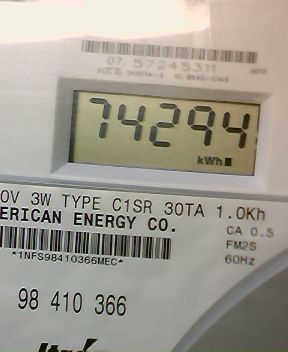 07. 57245311
74294
kWh
0V 3W TYPE C1SR 30TA 1.0Kh
ERICAN ENERGY CO.
CA 0.5
FM2S
*1NFS98410366MEC*
60Hz
98 410 366